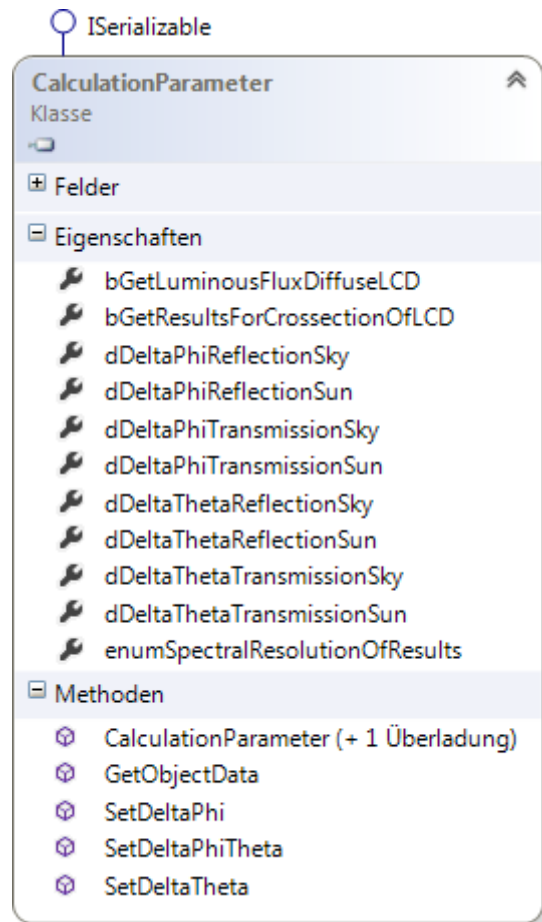 ISerializable
CalculationParameter
Klasse
Felder
Eigenschaften
bGetLuminousFluxDiffuseLCD
bGetResultsForCrossectionOfLCD
dDeltaPhiReflectionSky
dDeltaPhiReflectionSun
dDeltaPhiTransmissionSky
dDeltaPhiTransmissionSun
dDeltaThetaReflectionSky
dDeltaThetaReflectionSun
dDeltaThetaTransmissionSky
dDeltaThetaTransmissionSun
enumSpectralResolutionOfResults
Methoden
CalculationParameter (+ 1 Überladung)
GetObjectData
SetDeltaPhi
SetDeltaPhiTheta
SetDeltaTheta